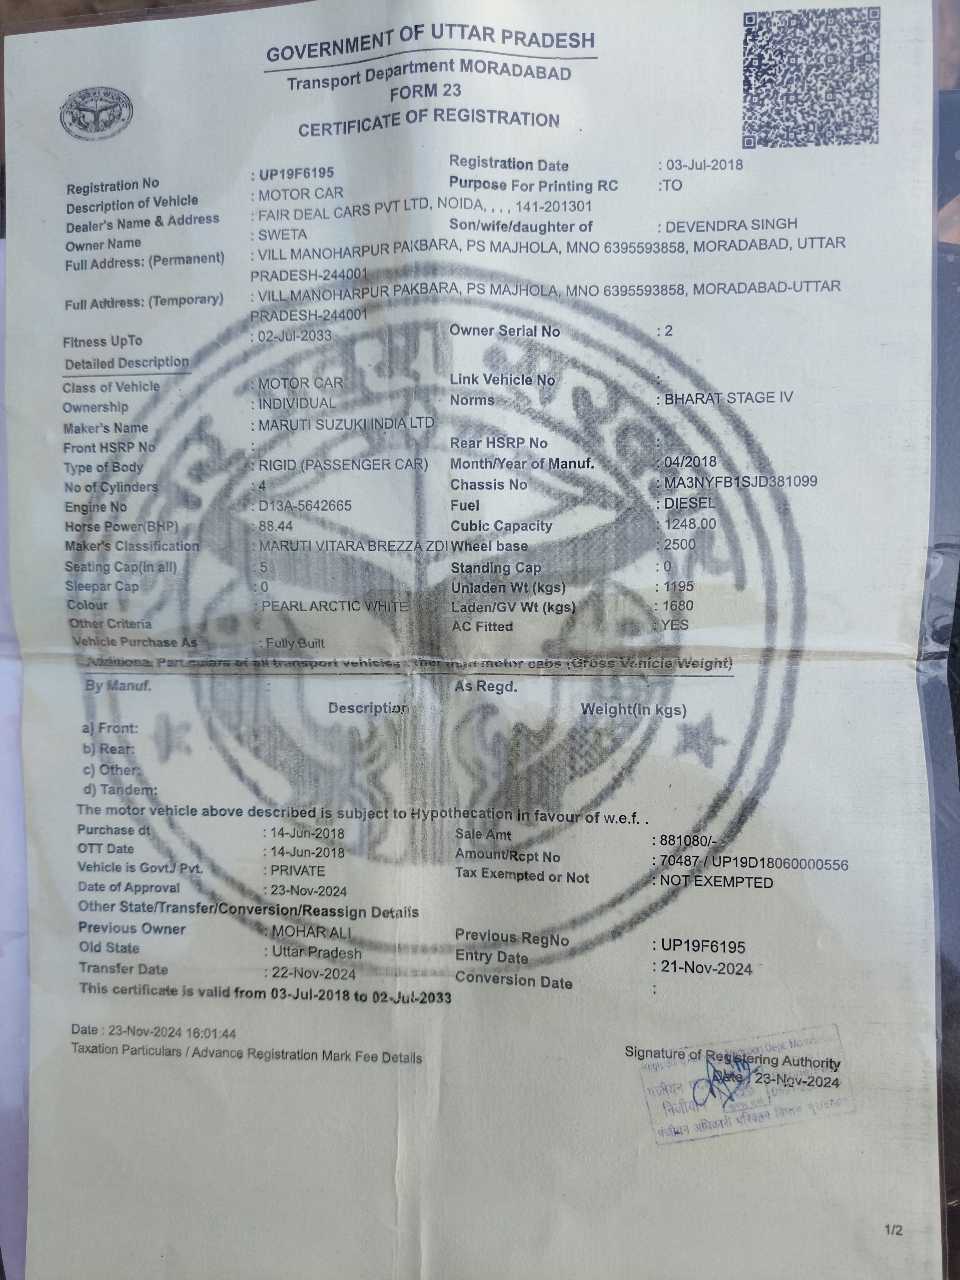 GOVERNMENT OF UTTAR PRADESH
Transport Department MORADABAD
FORM 23
CERTIFICATE OF REGISTRATION
Registration No : UP19F6195 Registration Date : 03-Jul-2018
Description of Vehicle : MOTOR CAR Purpose For Printing RC :TO
Dealer's Name & Address : FAIR DEAL CARS PVT LTD, NOIDA, , , , 141-201301
Owner Name : SWETA Son/wife/daughter of : DEVENDRA SINGH
Full Address: (Permanent) : VILL MANOHARPUR PAKBARA, PS MAJHOLA, MNO 6395593858, MORADABAD, UTTAR
PRADESH-244001
Full Address: (Temporary) : VILL MANOHARPUR PAKBARA, PS MAJHOLA, MNO 6395593858, MORADABAD-UTTAR
PRADESH-244001
Fitness UpTo : 02-Jul-2033 Owner Serial No : 2
Detailed Description
Class of Vehicle : MOTOR CAR Link Vehicle No :
Ownership : INDIVIDUAL Norms : BHARAT STAGE IV
Maker's Name : MARUTI SUZUKI INDIA LTD
Front HSRP No : Rear HSRP No :
Type of Body : RIGID (PASSENGER CAR) Month/Year of Manuf. : 04/2018
No of Cylinders : 4 Chassis No : MA3NYFB1SJD381099
Engine No : D13A-5642665 Fuel : DIESEL
Horse Power(BHP) : 88.44 Cubic Capacity : 1248.00
Maker's Classification : MARUTI VITARA BREZZA ZDI Wheel base : 2500
Seating Cap(in all) : 5 Standing Cap : 0
Sleepar Cap : 0 Unladen Wt (kgs) : 1195
Colour : PEARL ARCTIC WHITE Laden/GV Wt (kgs) : 1680
Other Criteria : AC Fitted : YES
Vehicle Purchase As : Fully Built
Additional Particulars of all transport vehicles other than motor cabs (Gross Vehicle Weight)
By Manuf. : As Regd.
Description Weight(in kgs)
a) Front:
b) Rear:
c) Other:
d) Tandem:
The motor vehicle above described is subject to Hypothecation in favour of w.e.f. .
Purchase dt : 14-Jun-2018 Sale Amt : 881080/-
OTT Date : 14-Jun-2018 Amount/Rcpt No : 70487 / UP19D18060000556
Vehicle is Govt./ Pvt. : PRIVATE Tax Exempted or Not : NOT EXEMPTED
Date of Approval : 23-Nov-2024
Other State/Transfer/Conversion/Reassign Details
Previous Owner : MOHAR ALI Previous RegNo : UP19F6195
Old State : Uttar Pradesh Entry Date : 21-Nov-2024
Transfer Date : 22-Nov-2024 Conversion Date :
This certificate is valid from 03-Jul-2018 to 02-Jul-2033
Date : 23-Nov-2024 16:01:44
Taxation Particulars / Advance Registration Mark Fee Details
Signature of Registering Authority
Date : 23-Nov-2024
1/2